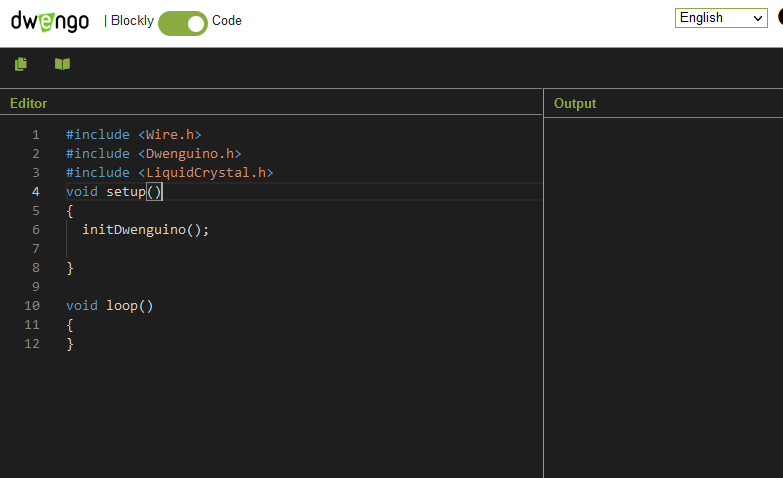 dwengo | Blockly Code English
Editor
Output
1 #include <Wire.h>
2 #include <Dwenguino.h>
3 #include <LiquidCrystal.h>
4 void setup()
5 {
6 initDwenguino();
7
8 }
9
10 void loop()
11 {
12 }